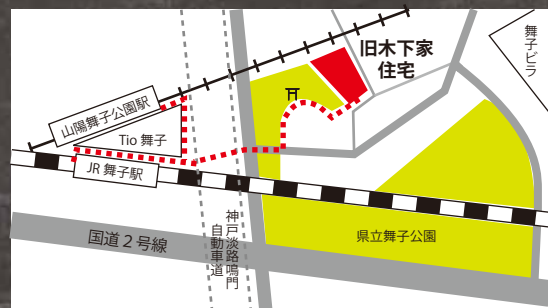 旧木下家
住宅
舞子ビラ
山陽舞子公園駅
Tio 舞子
JR 舞子駅
神戸淡路鳴門
自動車道
国道２号線
県立舞子公園